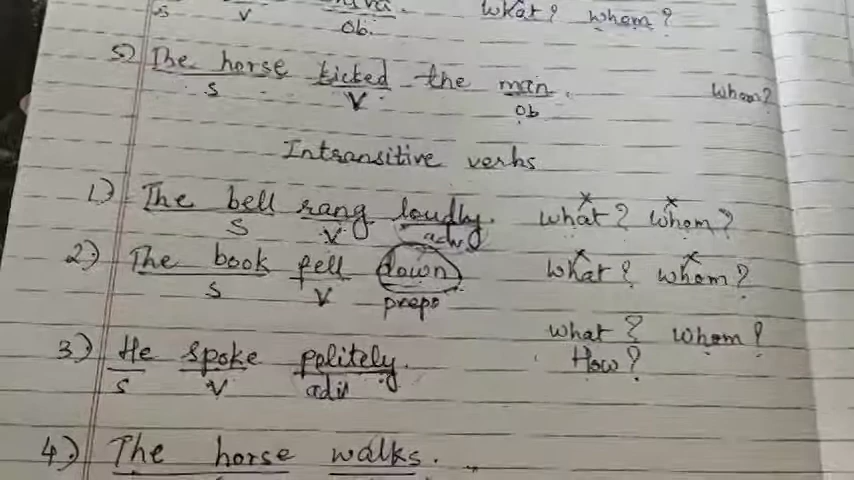 S V Ob. what? whom?
5) The horse kicked the man. whom?
S V Ob
Intransitive verbs
1) The bell rang loudly. what? whom?
S V adv
2) The book fell down what? whom?
S V prepo
what? whom?
3) He spoke politely. How?
S V adv
4) The horse walks.